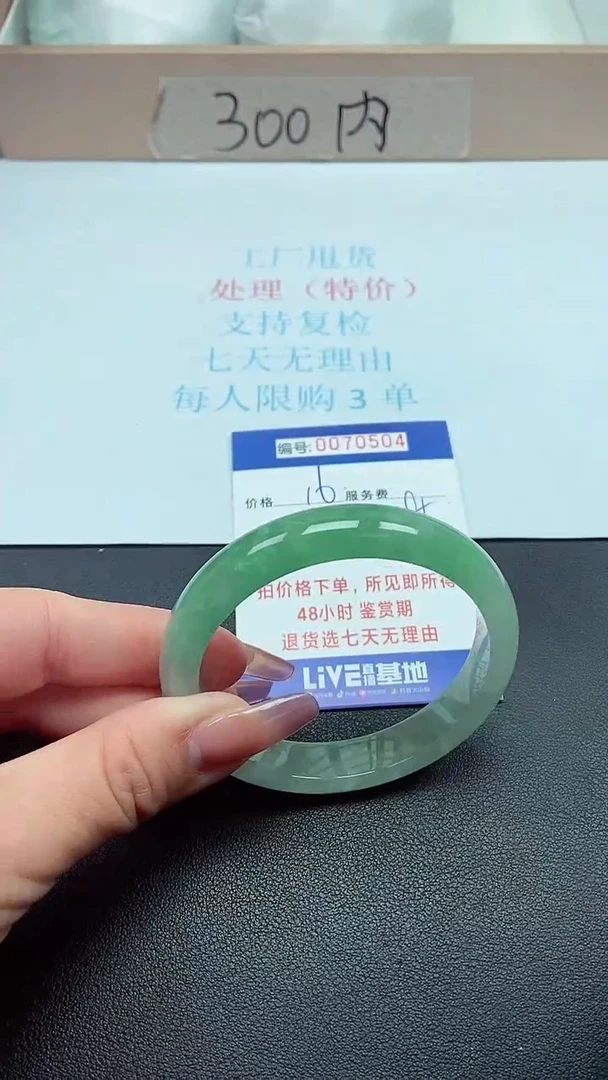 300内
工厂甩货
处理（特价）
支持复检
七天无理由
每人限购 3 单
编号:0070504
价格 服务费
拍价格下单，所见即所得
48小时 鉴赏期
退货选七天无理由
LiVE直播基地